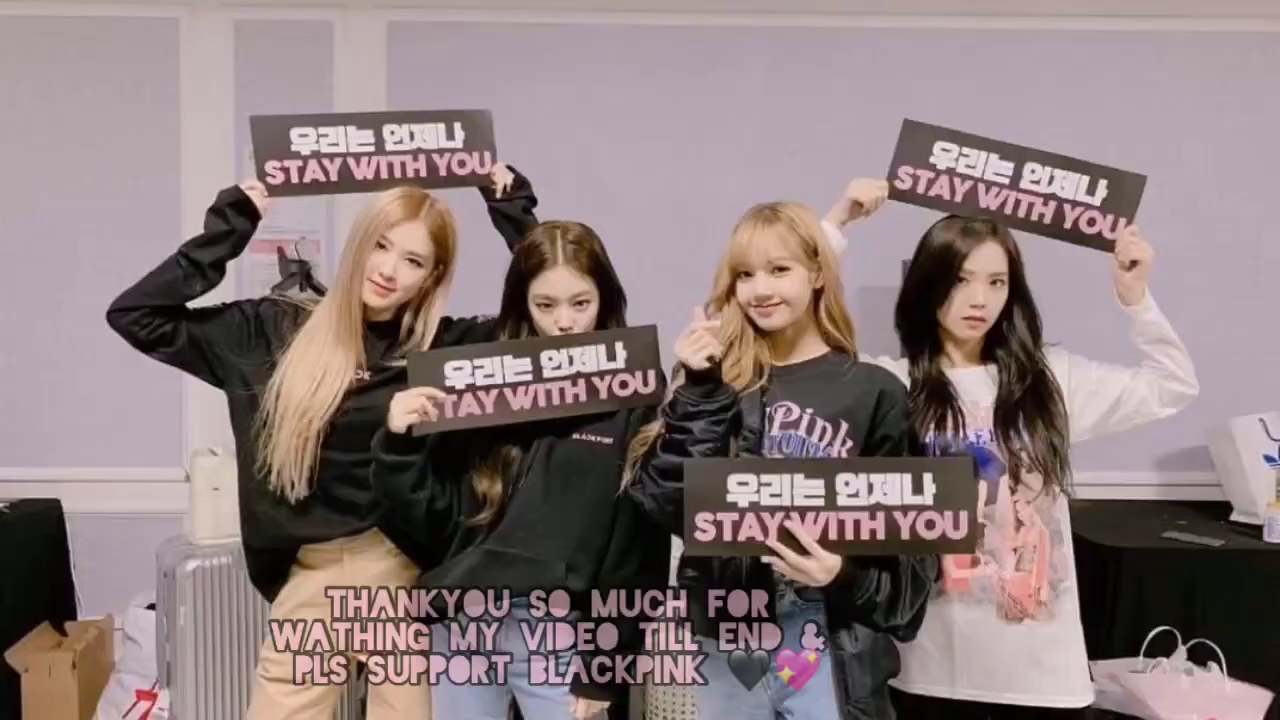 우리는 언제나
STAY WITH YOU
우리는 언제나
STAY WITH YOU
우리는 언제나
TAY WITH YOU
BLACKPINK
Pink
우리는 언제나
STAY WITH YOU
THANKYOU SO MUCH FOR
WATHING MY VIDEO TILL END &
PLS SUPPORT BLACKPINK 🖤💖